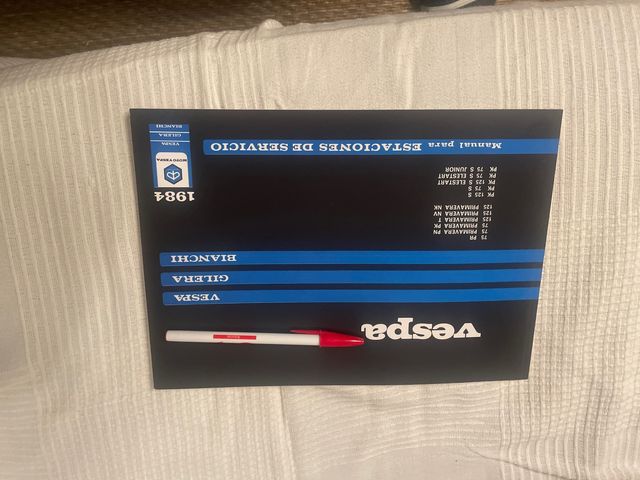 vespa
VESPA
GILERA
BIANCHI
75 PR
75 PRIMAVERA PN
75 PRIMAVERA PK
125 PRIMAVERA T
125 PRIMAVERA NV
125 PRIMAVERA NK
PK 125 S
PK 75 S
PK 125 S ELESTART
PK 75 S ELESTART
PK 75 S JUNIOR
Manual para ESTACIONES DE SERVICIO
1984
MOTOVESPA
VESPA
GILERA
BIANCHI